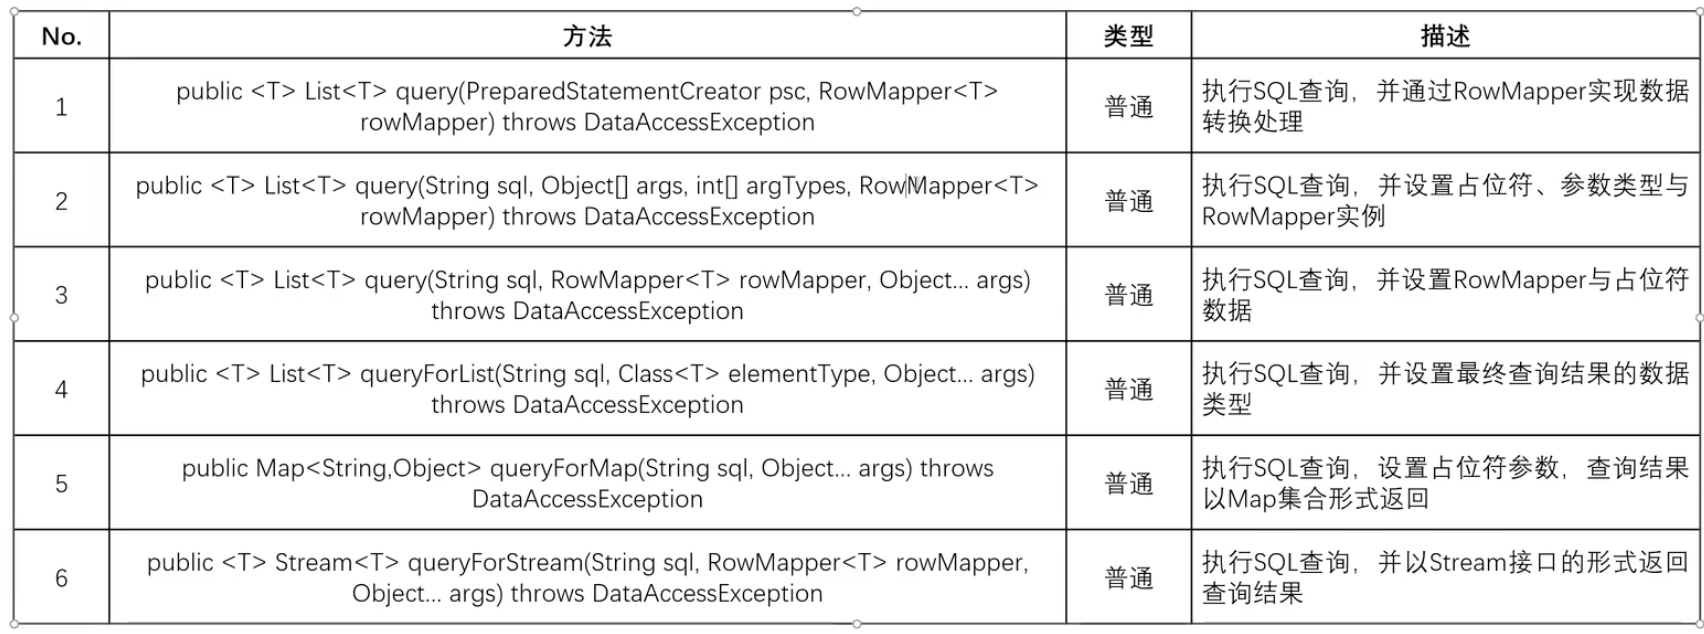 No. 方法 类型 描述
1
public <T> List<T> query(PreparedStatementCreator psc, RowMapper<T>
rowMapper) throws DataAccessException
普通
执行SQL查询，并通过RowMapper实现数据
转换处理
2
public <T> List<T> query(String sql, Object[] args, int[] argTypes, RowMapper<T>
rowMapper) throws DataAccessException
普通
执行SQL查询，并设置占位符、参数类型与
RowMapper实例
3
public <T> List<T> query(String sql, RowMapper<T> rowMapper, Object... args)
throws DataAccessException
普通
执行SQL查询，并设置RowMapper与占位符
数据
4
public <T> List<T> queryForList(String sql, Class<T> elementType, Object... args)
throws DataAccessException
普通
执行SQL查询，并设置最终查询结果的数据
类型
5
public Map<String,Object> queryForMap(String sql, Object... args) throws
DataAccessException
普通
执行SQL查询，设置占位符参数，查询结果
以Map集合形式返回
6
public <T> Stream<T> queryForStream(String sql, RowMapper<T> rowMapper,
Object... args) throws DataAccessException
普通
执行SQL查询，并以Stream接口的形式返回
查询结果